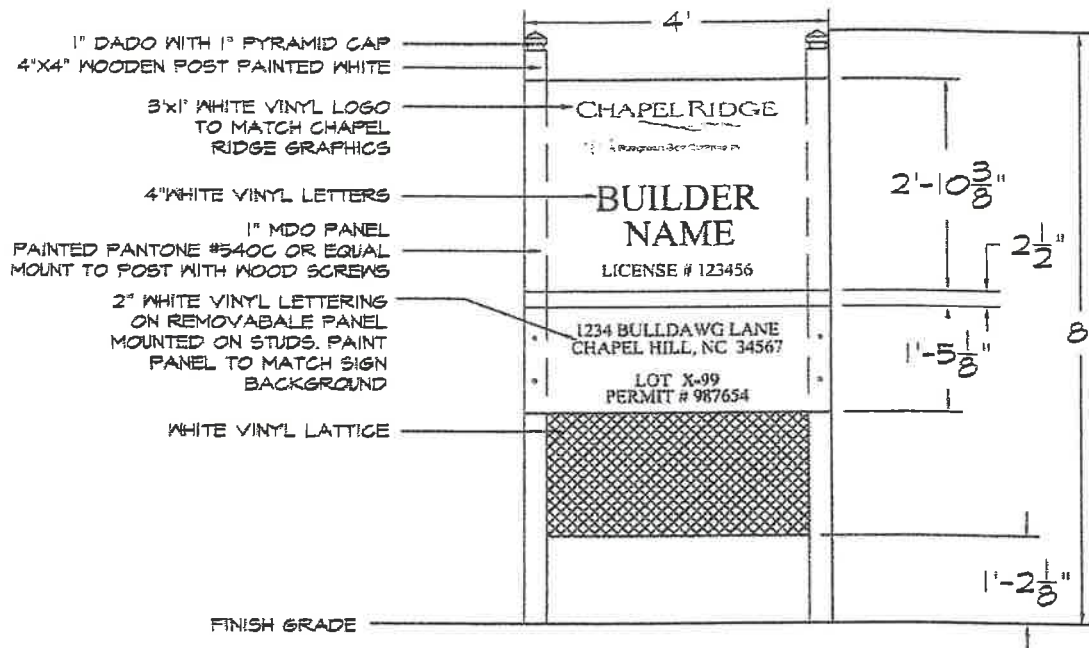 4'
1" DADO WITH 1" PYRAMID CAP
4"X4" WOODEN POST PAINTED WHITE
3'x1' WHITE VINYL LOGO
TO MATCH CHAPEL
RIDGE GRAPHICS
4"WHITE VINYL LETTERS
1" MDO PANEL
PAINTED PANTONE #540C OR EQUAL
MOUNT TO POST WITH WOOD SCREWS
2" WHITE VINYL LETTERING
ON REMOVABALE PANEL
MOUNTED ON STUDS. PAINT
PANEL TO MATCH SIGN
BACKGROUND
WHITE VINYL LATTICE
FINISH GRADE
CHAPEL RIDGE
BUILDER
NAME
LICENSE # 123456
1234 BULLDAWG LANE
CHAPEL HILL, NC 34567
LOT X-99
PERMIT # 987654
2'-10 3/8"
2 1/2"
1'-5 1/8"
8
1'-2 1/8"